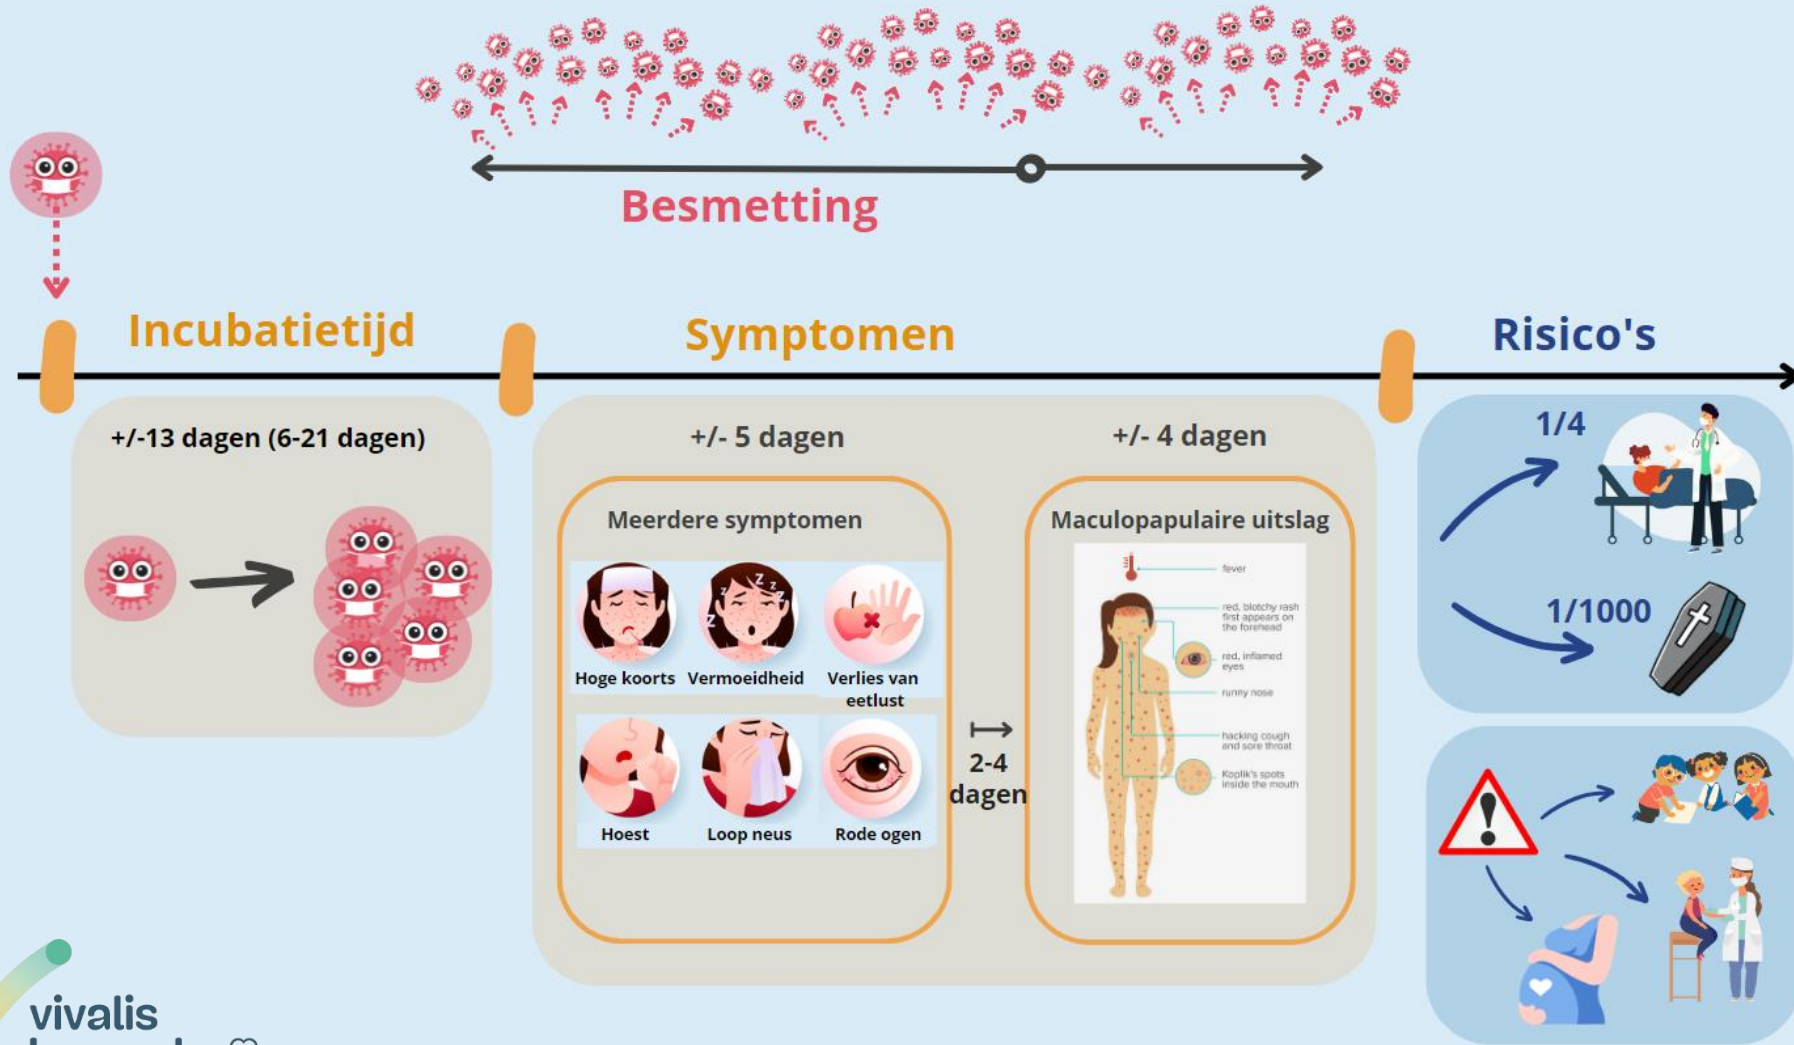 Besmetting
Incubatietijd
Symptomen
Risico's
+/-13 dagen (6-21 dagen)
+/- 5 dagen
+/- 4 dagen
Meerdere symptomen
Hoge koorts
Vermoeidheid
z z z
z
z
Verlies van
eetlust
Hoest
Loop neus
Rode ogen
2-4
dagen
Maculopapulaire uitslag
fever
red, blotchy rash
first appears on
the forehead
red, inflamed
eyes
runny nose
hacking cough
and sore throat
Koplik's spots
inside the mouth
1/4
1/1000
!
vivalis